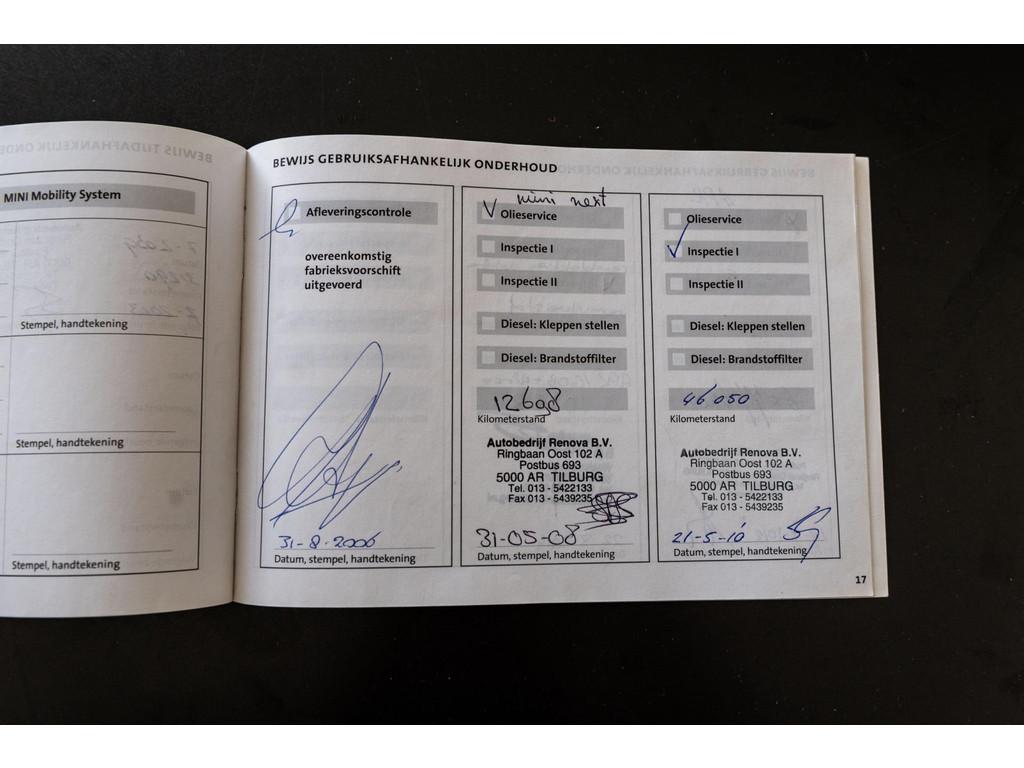 MINI Mobility System
Stempel, handtekening
Stempel, handtekening
Stempel, handtekening
BEWIJS GEBRUIKSAFHANKELIJK ONDERHOUD
Afleveringscontrole
overeenkomstig
fabrieksvoorschift
uitgevoerd
31-8-2006
Datum, stempel, handtekening
mini next
Olieservice
Inspectie I
Inspectie II
Diesel: Kleppen stellen
Diesel: Brandstoffilter
12698
Kilometerstand
Autobedrijf Renova B.V.
Ringbaan Oost 102 A
Postbus 693
5000 AR TILBURG
Tel. 013 - 5422133
Fax 013 - 5439235
31-05-08
Datum, stempel, handtekening
Olieservice
Inspectie I
Inspectie II
Diesel: Kleppen stellen
Diesel: Brandstoffilter
46050
Kilometerstand
Autobedrijf Renova B.V.
Ringbaan Oost 102 A
Postbus 693
5000 AR TILBURG
Tel. 013 - 5422133
Fax 013 - 5439235
21-5-10
Datum, stempel, handtekening
17